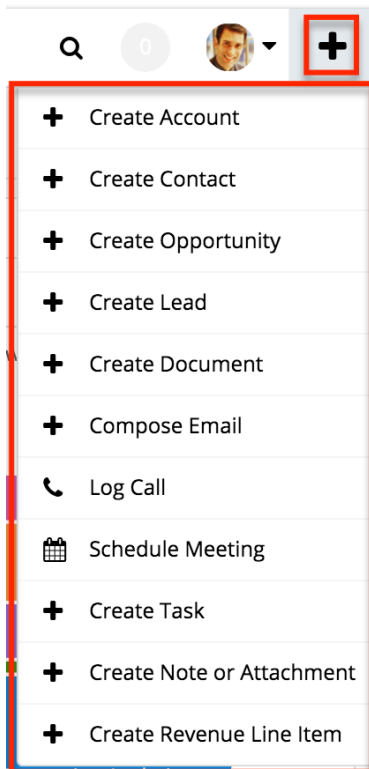 0
Create Account
Create Contact
Create Opportunity
Create Lead
Create Document
Compose Email
Log Call
Schedule Meeting
Create Task
Create Note or Attachment
Create Revenue Line Item